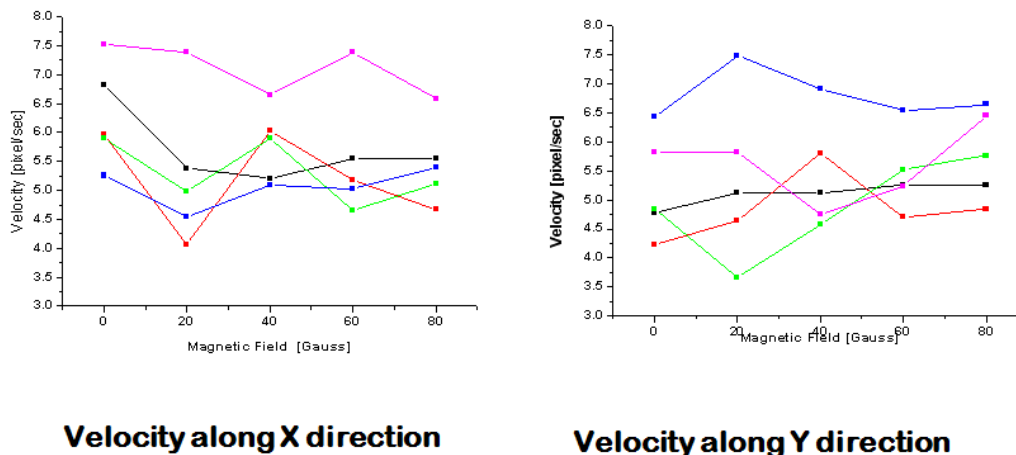 8.0
7.5
7.0
6.5
6.0
5.5
5.0
4.5
4.0
3.5
3.0
Velocity [pixel/sec]
0 20 40 60 80
Magnetic Field [Gauss]
Velocity along X direction
8.0
7.5
7.0
6.5
6.0
5.5
5.0
4.5
4.0
3.5
3.0
Velocity [pixel/sec]
0 20 40 60 80
Magnetic Field [Gauss]
Velocity along Y direction